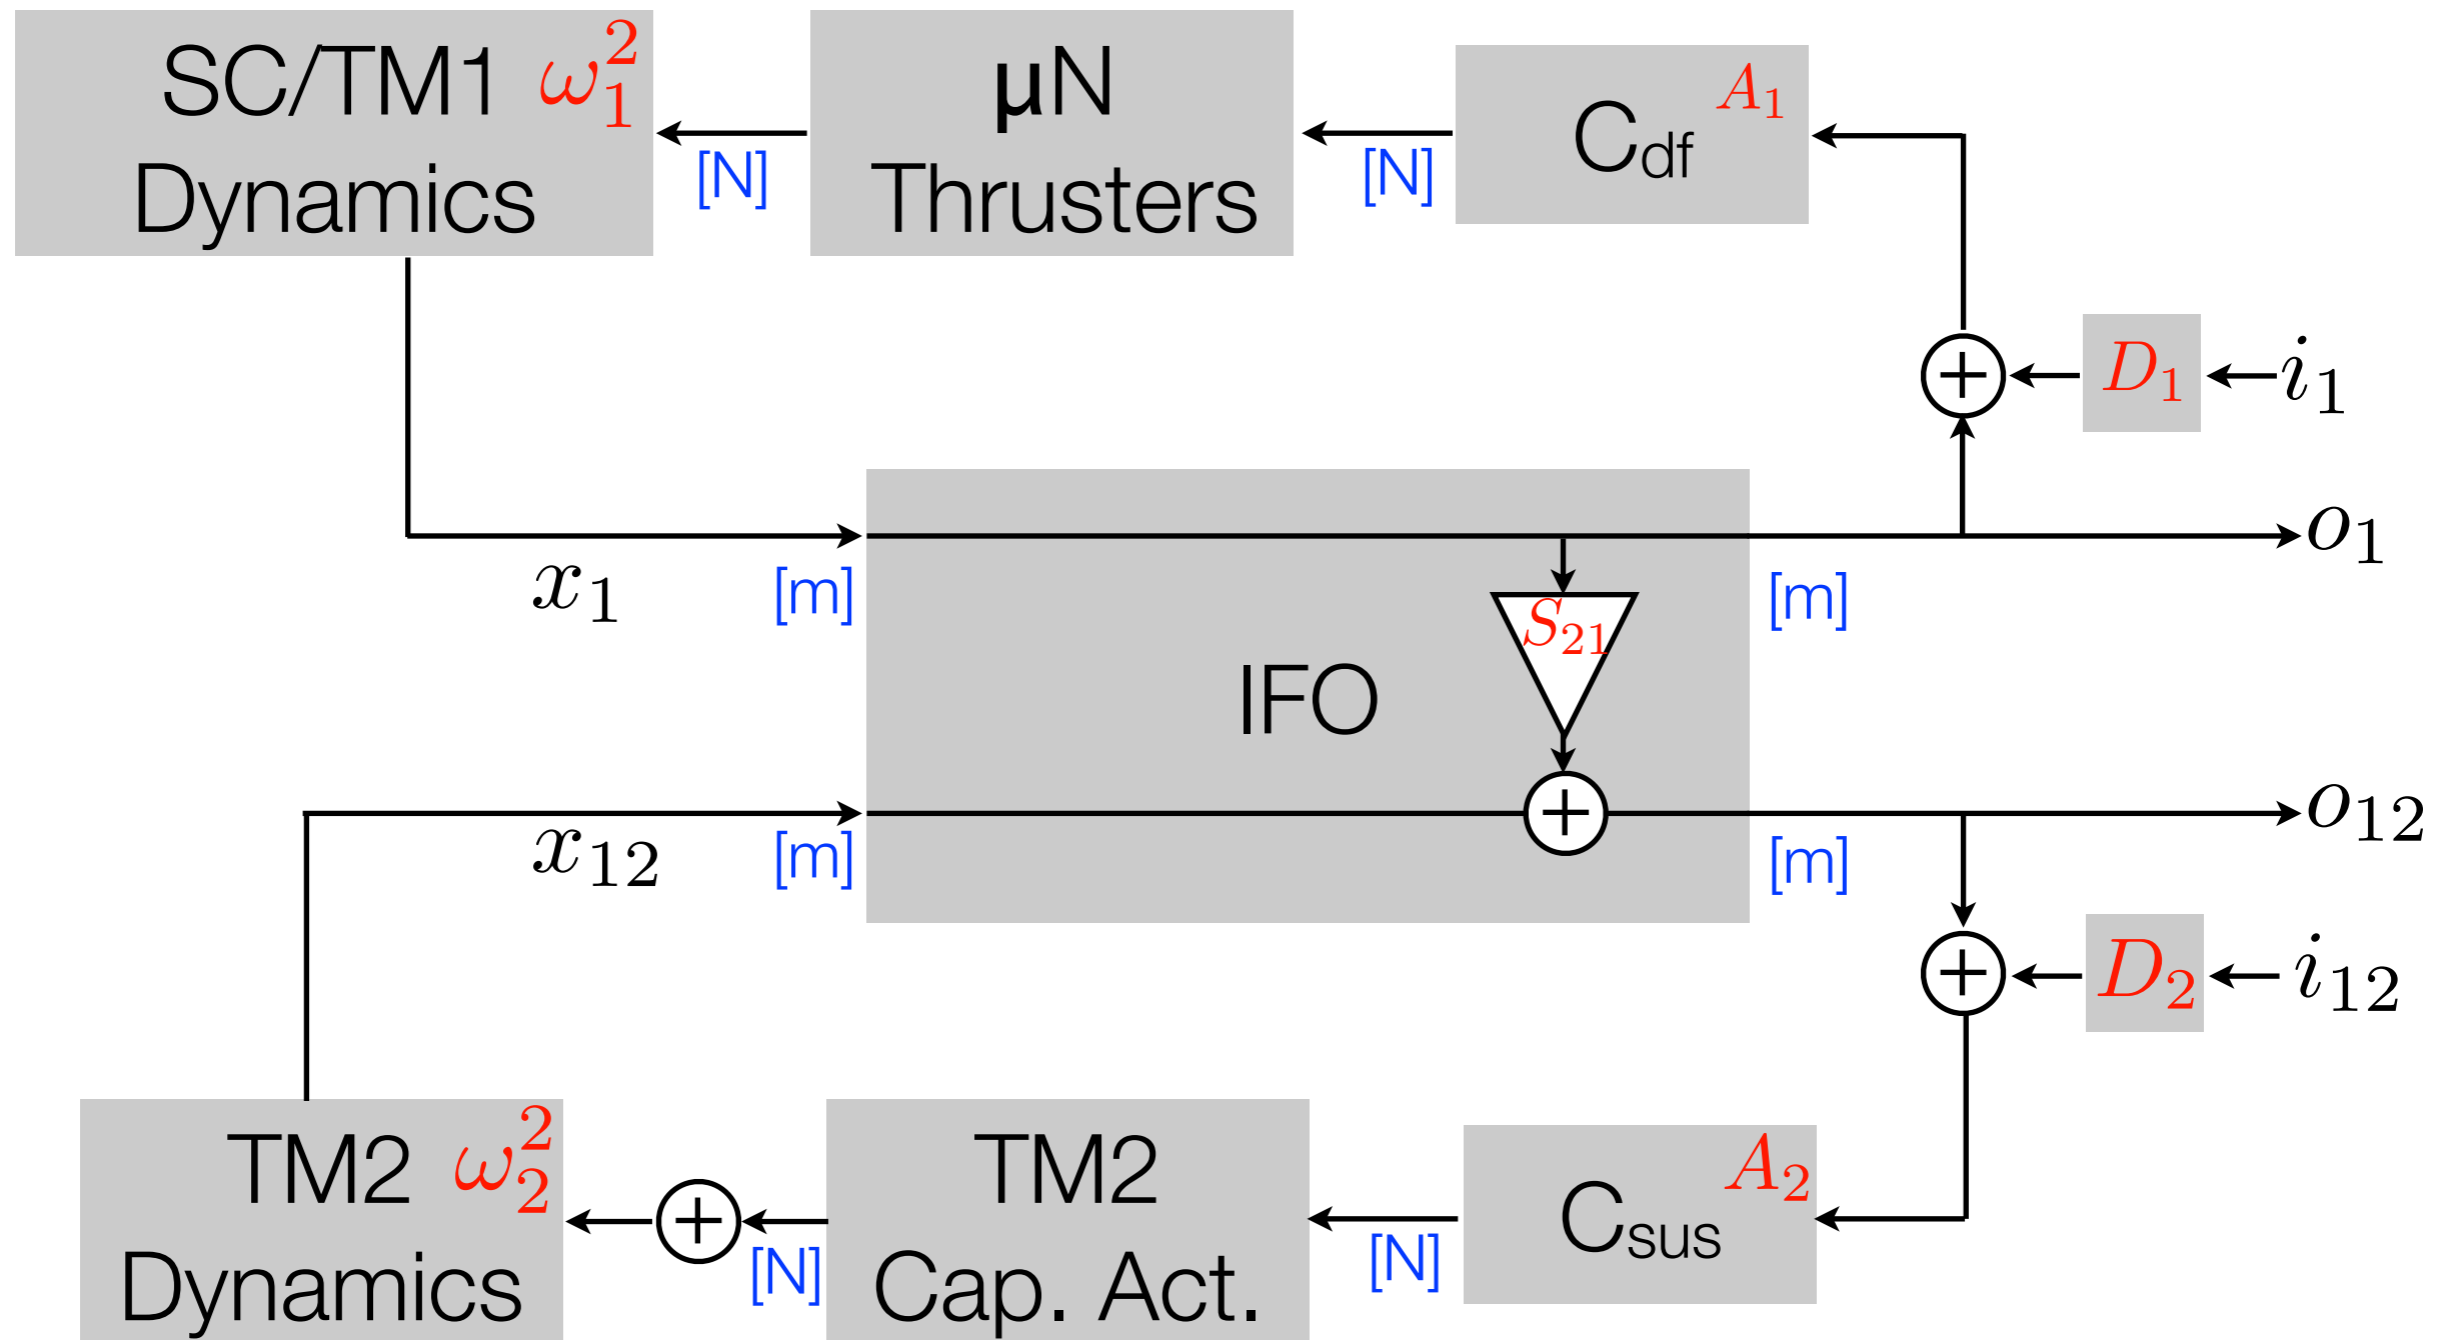 SC/TM1 ω₁²
Dynamics
[N]
µN
Thrusters
[N]
C_df A₁
+
D₁
i₁
x₁
[m]
S₂₁
[m]
o₁
IFO
x₁₂
[m]
+
[m]
o₁₂
+
D₂
i₁₂
TM2 ω₂²
Dynamics
+
[N]
TM2
Cap. Act.
[N]
C_sus A₂